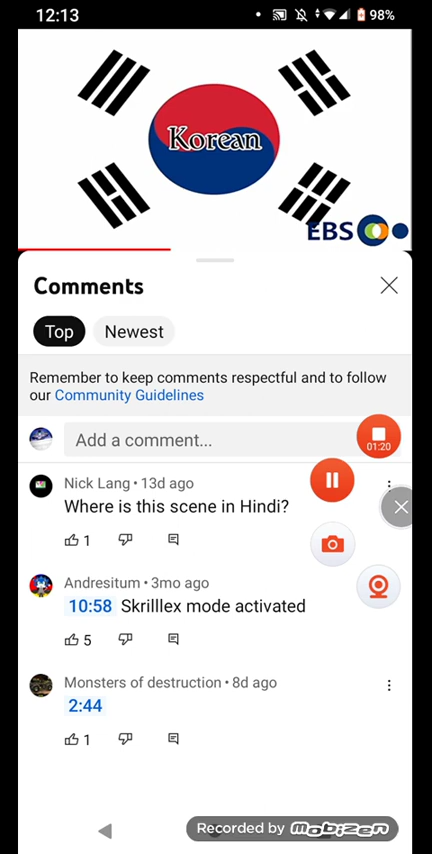 12:13
98%
Korean
EBS
Comments
Top
Newest
Remember to keep comments respectful and to follow
our Community Guidelines
Add a comment...
01:20
Nick Lang • 13d ago
Where is this scene in Hindi?
1
Andresitum • 3mo ago
10:58 Skrilllex mode activated
5
Monsters of destruction • 8d ago
2:44
1
Recorded by mobizen